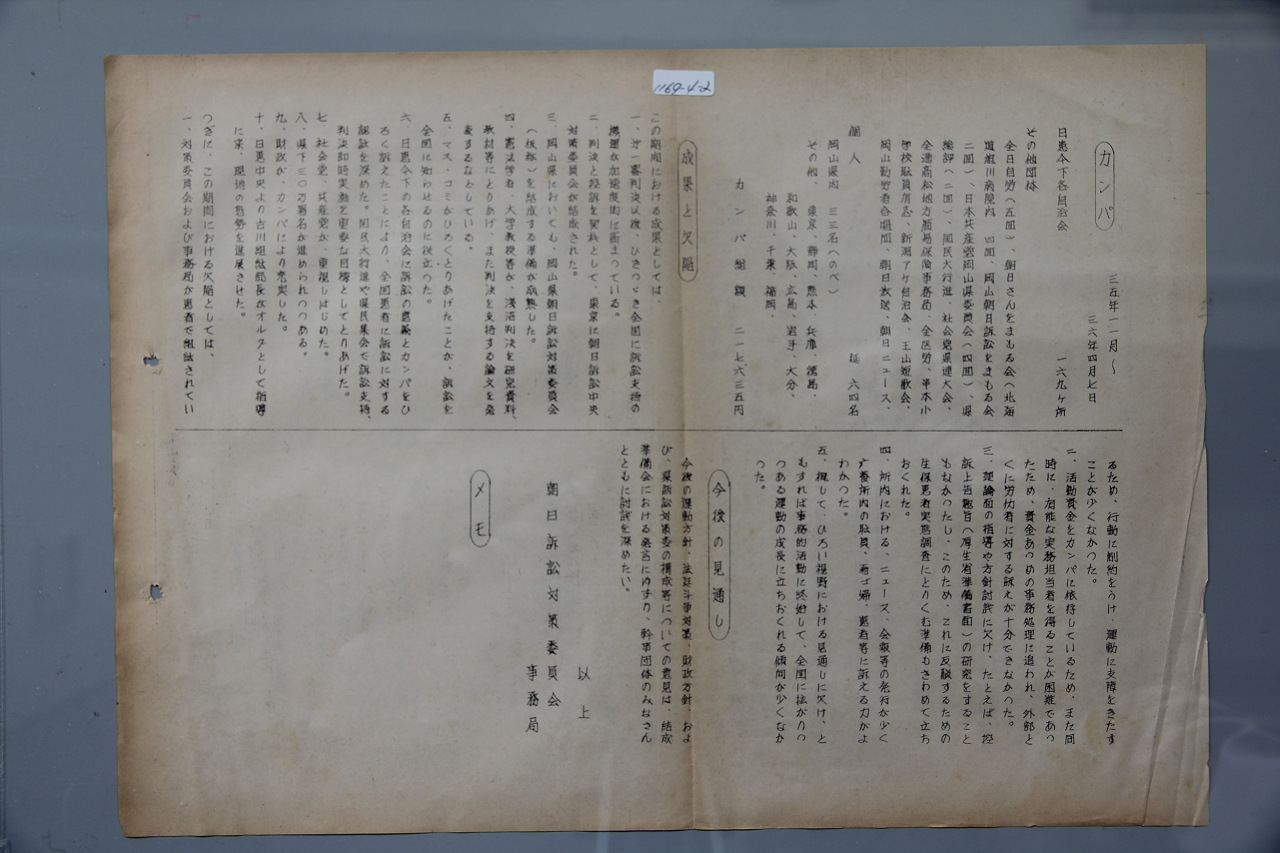 1169-4-2
カンパ
三五年一一月～
三六年四月七日
日患今下各自治会 一六九ヶ所
その他団体
全日自労（五回）、朝日さんをまもる会（北海
道旭川病院内 四回、岡山朝日訴訟をまもる会
二回）、日本共産党岡山県委員会（四回）、県
総評（二回）、国民大行進、社会党県連大会、
全逓高松地方簡易保険事務局、全医労、
学校職員有志、新潟アケ自治会、玉山短歌会、
岡山勤労者合唱団、朝日放送、朝日ニュース、
個人 延 六四名
岡山県内 三三名（のべ）
その他、東京、静岡、熊本、兵庫、徳島、
和歌山、大阪、広島、岩手、大分、
神奈川、千葉、福岡、
カンパ総額 二一七、六三五円
成果と欠陥
この期間における成果としては、
一、才一審判決以後、ひきつゞき全国に訴訟支持の
機運が加速度的に高まっている。
二、判決と控訴を契機として、東京に朝日訴訟中央
対策委員会が結成された。
三、岡山県においても、岡山県朝日訴訟対策委員会
（仮称）を結成する準備が成熟した。
四、憲法学者、大学教授等が、浅沼判決を研究資料、
教材等にとりあげ、また判決を支持する論文を発
表するなどしている。
五、マス・コミがひろくとりあげたことが、訴訟を
全国に知わせるのに役立つた。
六、日患今下の各自治会に訴訟の意義とカンパをひ
ろく訴えたことにより、全国患者に訴訟に対する
認識を深めた。国民大行進や県民集会で訴訟支持、
判決即時実施を重要な目標としてとりあげた。
七、社会党、共産党が、重視しはじめた。
八、県下三〇万署名が進められつつある。
九、財政が、カンパにより充実した。
十、日患中央より古川組織部長がオルグとして指導
に来、現地の態勢を進展させた。
つぎに、この期間における欠陥としては、
一、対策委員会および事務局が患者で組織されてい
るため、行動に制約をうけ、運動に支障をきたす
ことが少くなかつた。
二、活動資金をカンパに依存しているため、また同
時に、有能な実務担当者を得ることが困難であつ
たため、資金あつめの事務処理に追われ、外部と
くに労仂者に対する訴えが十分できなかつた。
三、理論面の指導や方針討議に欠け、たとえば、控
訴上告趣旨（厚生省準備書面）の研究をすること
もなかつたし、このため、これに反論するための
生保患者実態調査にとりくむ準備もきわめて立ち
おくれた。
四、所内における、ニュース、会報等の発行が少く
療養所内の職員、看ゴ婦、患者等に訴える力がよ
わかつた。
五、概して、ひろい視野における見通しに欠け、と
もすれば事務的活動に終始して、全国に拡がりつ
つある運動の成長に立ちおくれる傾向が少くなか
つた。
今後の見通し
今後の運動方針、法廷斗争対策、財政方針、およ
び、県訴訟対策委の構成等についての意見は、結成
準備会における発言にゆずり、幹事団体のみなさん
とともに討議を深めたい。
以上
朝日訴訟対策委員会
事務局
メモ